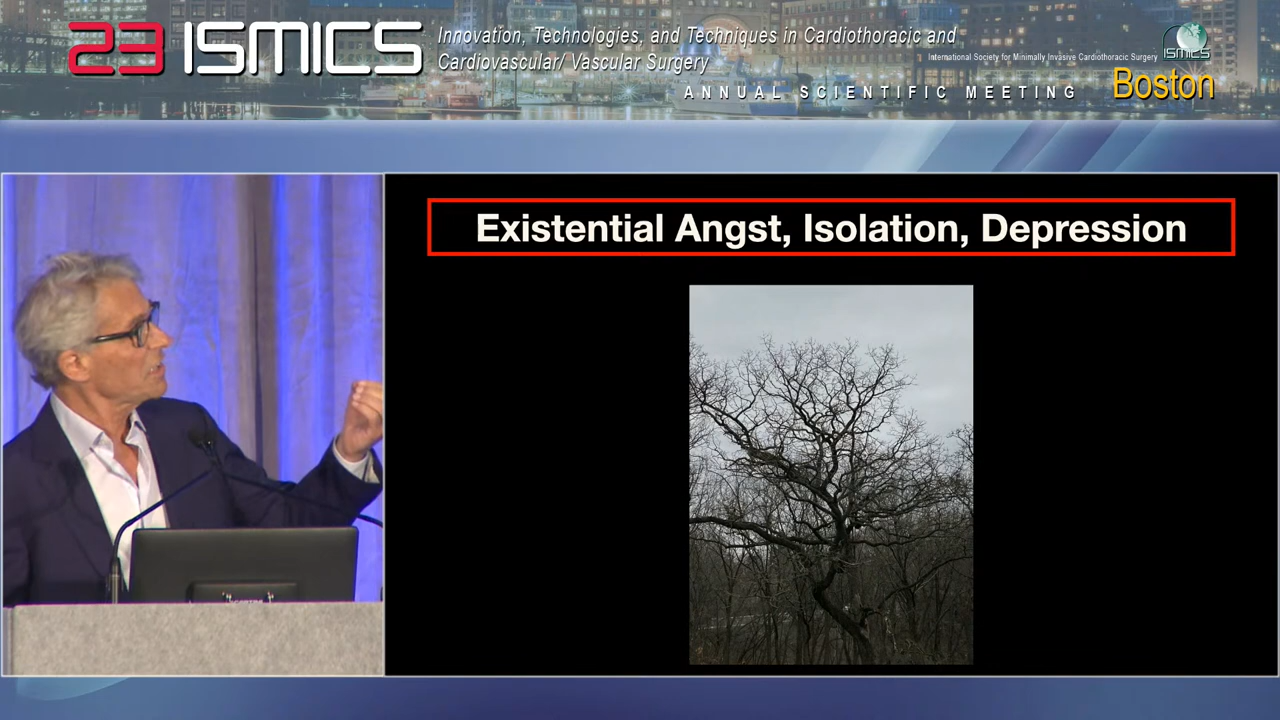 23 ISMICS
Innovation, Technologies, and Techniques in Cardiothoracic and
Cardiovascular/ Vascular Surgery
International Society for Minimally Invasive Cardiothoracic Surgery
ISMICS
ANNUAL SCIENTIFIC MEETING
Boston
Existential Angst, Isolation, Depression